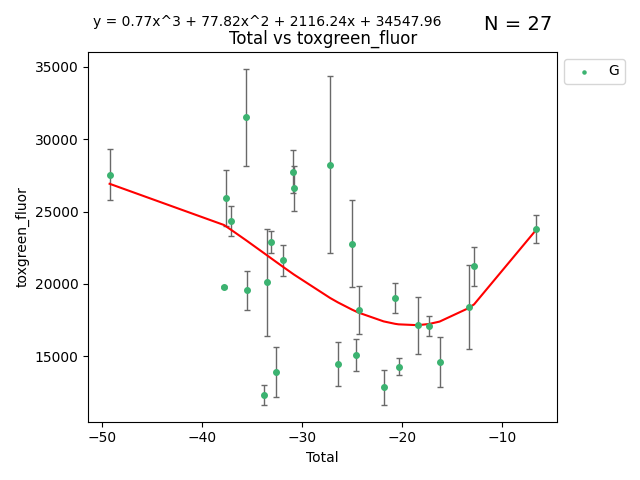 y = 0.77x^3 + 77.82x^2 + 2116.24x + 34547.96
N = 27
Total vs toxgreen_fluor
G
toxgreen_fluor
35000
30000
25000
20000
15000
−50
−40
−30
−20
−10
Total